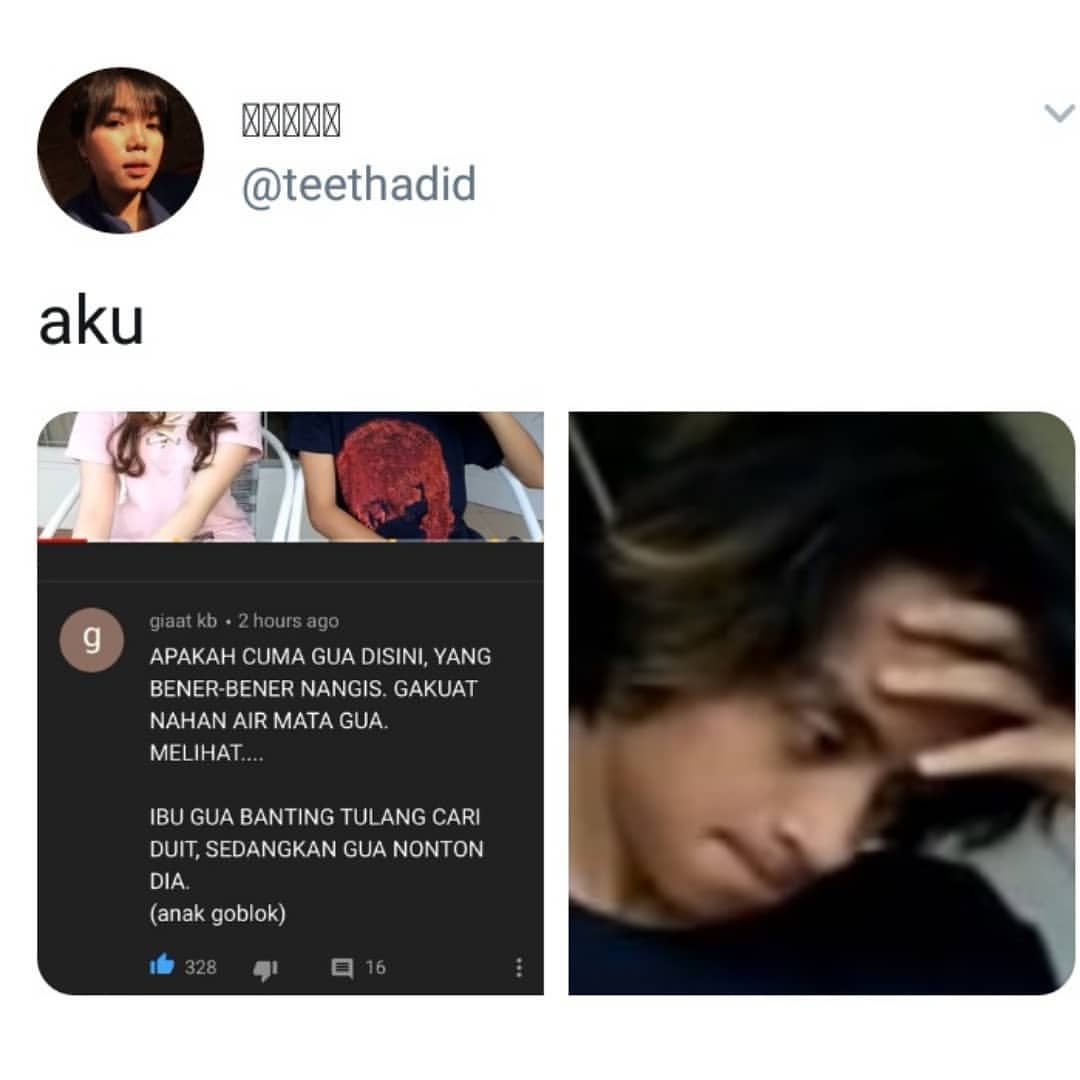 @teethadid
aku
g
giaat kb • 2 hours ago
APAKAH CUMA GUA DISINI, YANG
BENER-BENER NANGIS. GAKUAT
NAHAN AIR MATA GUA.
MELIHAT....
IBU GUA BANTING TULANG CARI
DUIT, SEDANGKAN GUA NONTON
DIA.
(anak goblok)
328 16